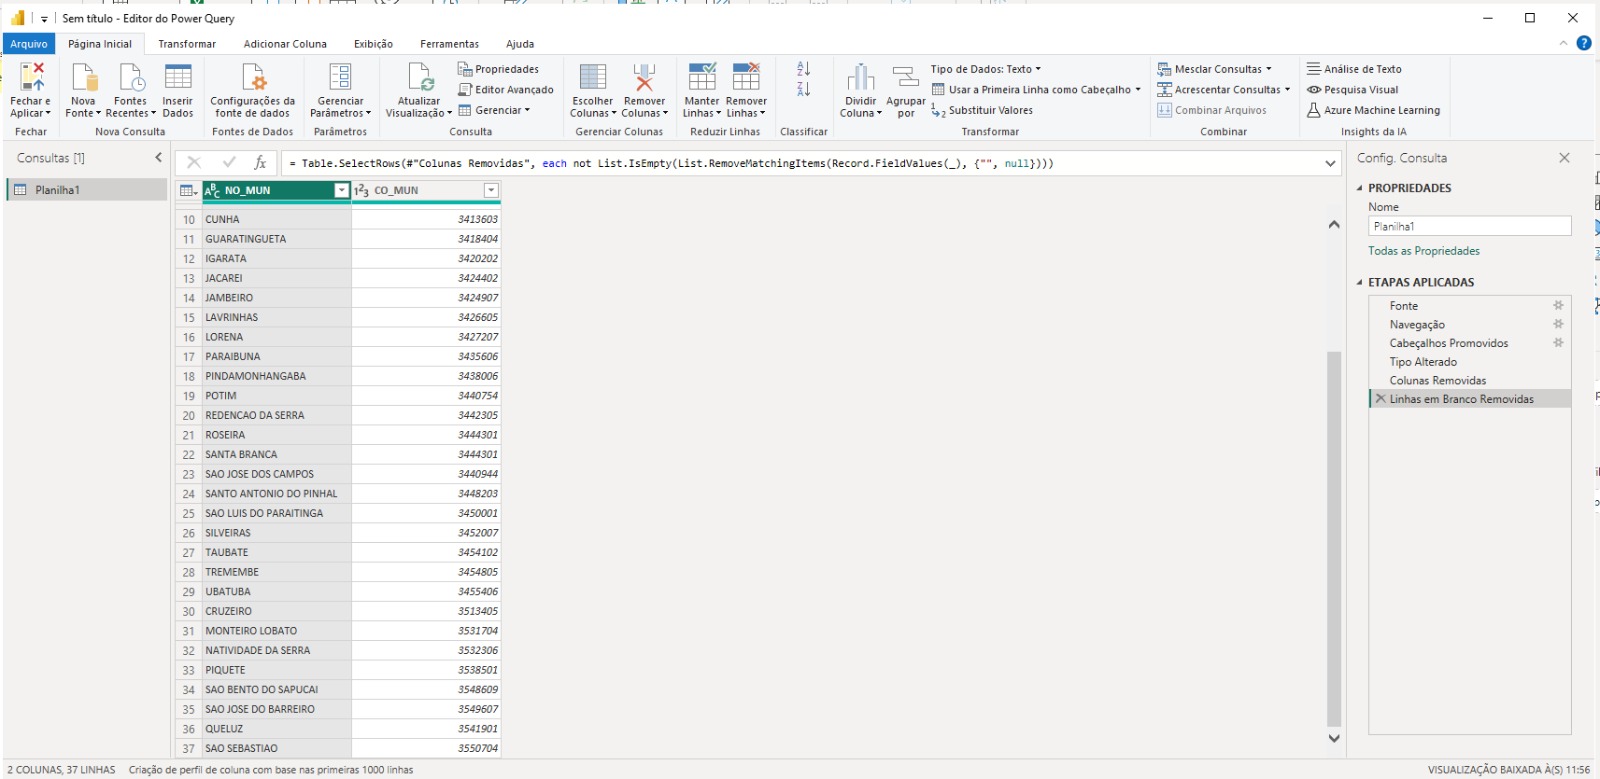 Sem título - Editor do Power Query
Arquivo Página Inicial Transformar Adicionar Coluna Exibição Ferramentas Ajuda
Fechar e Aplicar
Nova Fonte
Fontes Recentes
Inserir Dados
Configurações da fonte de dados
Gerenciar Parâmetros
Atualizar Visualização
Propriedades
Editor Avançado
Gerenciar
Escolher Colunas
Remover Colunas
Manter Linhas
Remover Linhas
Dividir Coluna
Agrupar por
Tipo de Dados: Texto
Usar a Primeira Linha como Cabeçalho
Substituir Valores
Mesclar Consultas
Acrescentar Consultas
Combinar Arquivos
Análise de Texto
Pesquisa Visual
Azure Machine Learning
Fechar Nova Consulta Fontes de Dados Parâmetros Consulta Gerenciar Colunas Reduzir Linhas Classificar Transformar Combinar Insights da IA
Consultas [1]
Planilha1
= Table.SelectRows(#"Colunas Removidas", each not List.IsEmpty(List.RemoveMatchingItems(Record.FieldValues(_), {"", null})))
NO_MUN CO_MUN
10 CUNHA 3413603
11 GUARATINGUETA 3418404
12 IGARATA 3420202
13 JACAREI 3424402
14 JAMBEIRO 3424907
15 LAVRINHAS 3426605
16 LORENA 3427207
17 PARAIBUNA 3435606
18 PINDAMONHANGABA 3438006
19 POTIM 3440754
20 REDENCAO DA SERRA 3442305
21 ROSEIRA 3444301
22 SANTA BRANCA 3444301
23 SAO JOSE DOS CAMPOS 3440944
24 SANTO ANTONIO DO PINHAL 3448203
25 SAO LUIS DO PARAITINGA 3450001
26 SILVEIRAS 3452007
27 TAUBATE 3454102
28 TREMEMBE 3454805
29 UBATUBA 3455406
30 CRUZEIRO 3513405
31 MONTEIRO LOBATO 3531704
32 NATIVIDADE DA SERRA 3532306
33 PIQUETE 3538501
34 SAO BENTO DO SAPUCAI 3548609
35 SAO JOSE DO BARREIRO 3549607
36 QUELUZ 3541901
37 SAO SEBASTIAO 3550704
Config. Consulta
PROPRIEDADES
Nome
Planilha1
Todas as Propriedades
ETAPAS APLICADAS
Fonte
Navegação
Cabeçalhos Promovidos
Tipo Alterado
Colunas Removidas
Linhas em Branco Removidas
2 COLUNAS, 37 LINHAS Criação de perfil de coluna com base nas primeiras 1000 linhas
VISUALIZAÇÃO BAIXADA À(S) 11:56